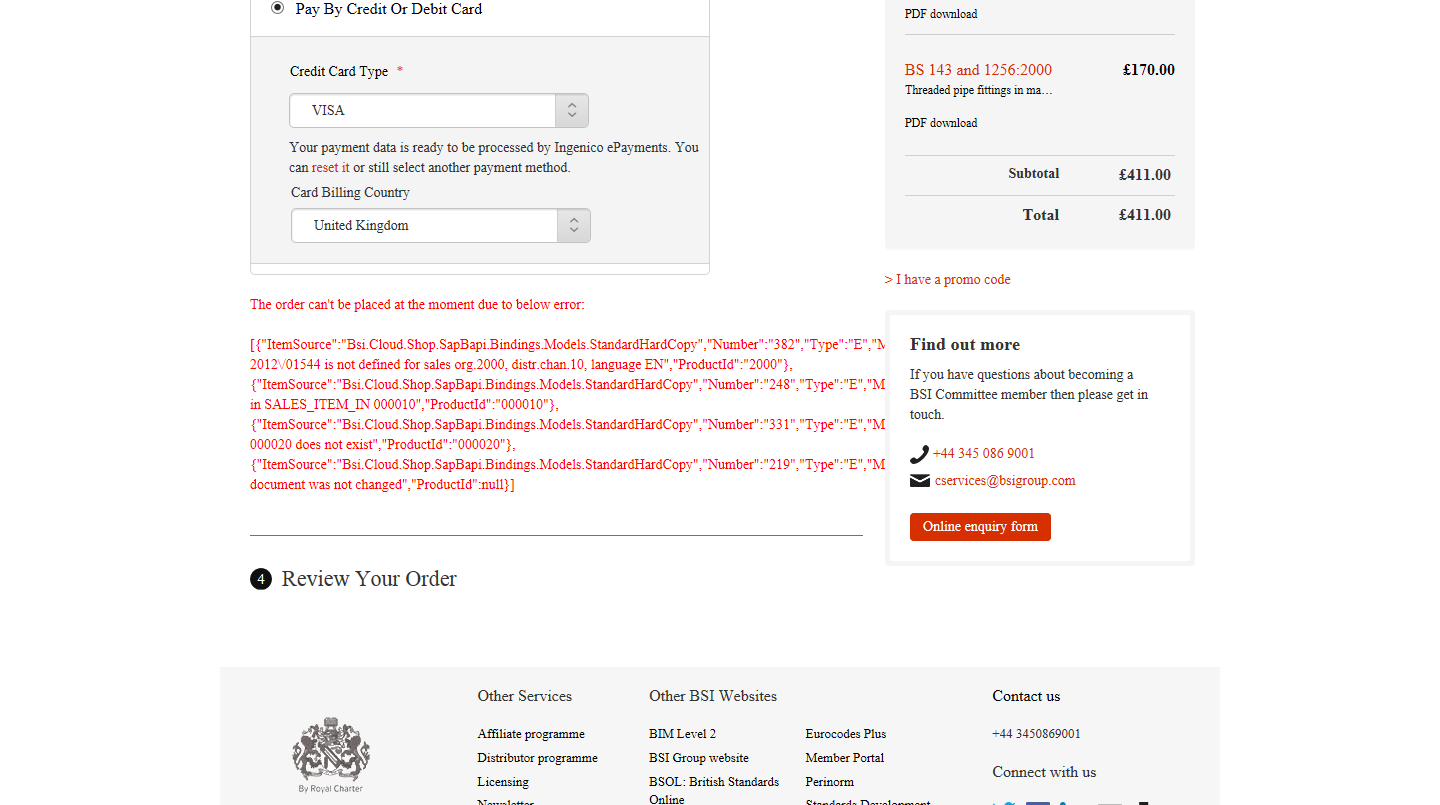 Pay By Credit Or Debit Card
Credit Card Type *
VISA
Your payment data is ready to be processed by Ingenico ePayments. You
can reset it or still select another payment method.
Card Billing Country
United Kingdom
The order can't be placed at the moment due to below error:
[{"ItemSource":"Bsi.Cloud.Shop.SapBapi.Bindings.Models.StandardHardCopy","Number":"382","Type":"E","M
2012\/01544 is not defined for sales org.2000, distr.chan.10, language EN","ProductId":"2000"},
{"ItemSource":"Bsi.Cloud.Shop.SapBapi.Bindings.Models.StandardHardCopy","Number":"248","Type":"E","M
in SALES_ITEM_IN 000010","ProductId":"000010"},
{"ItemSource":"Bsi.Cloud.Shop.SapBapi.Bindings.Models.StandardHardCopy","Number":"331","Type":"E","M
000020 does not exist","ProductId":"000020"},
{"ItemSource":"Bsi.Cloud.Shop.SapBapi.Bindings.Models.StandardHardCopy","Number":"219","Type":"E","M
document was not changed","ProductId":null}]
4 Review Your Order
PDF download
BS 143 and 1256:2000 £170.00
Threaded pipe fittings in ma…
PDF download
Subtotal £411.00
Total £411.00
> I have a promo code
Find out more
If you have questions about becoming a
BSI Committee member then please get in
touch.
+44 345 086 9001
cservices@bsigroup.com
Online enquiry form
By Royal Charter
Other Services
Affiliate programme
Distributor programme
Licensing
Newsletter
Other BSI Websites
BIM Level 2
BSI Group website
BSOL: British Standards
Online
Eurocodes Plus
Member Portal
Perinorm
Standards Development
Contact us
+44 3450869001
Connect with us